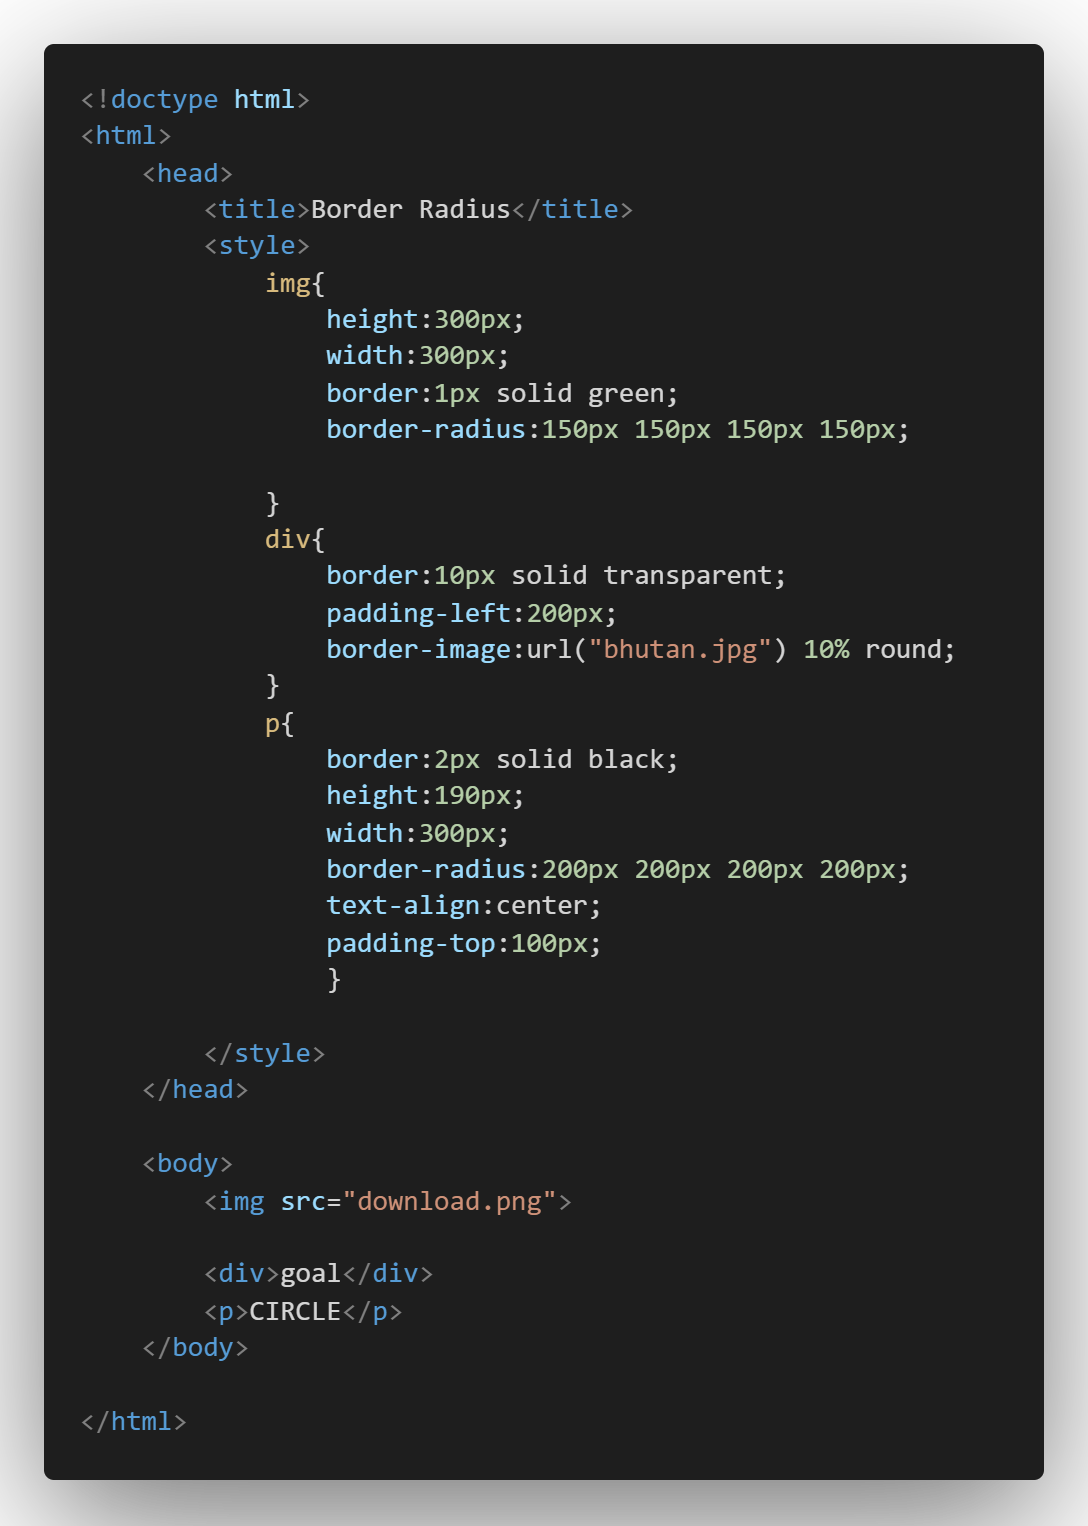 <!doctype html>
<html>
    <head>
        <title>Border Radius</title>
        <style>
            img{
                height:300px;
                width:300px;
                border:1px solid green;
                border-radius:150px 150px 150px 150px;

            }
            div{
                border:10px solid transparent;
                padding-left:200px;
                border-image:url("bhutan.jpg") 10% round;
            }
            p{
                border:2px solid black;
                height:190px;
                width:300px;
                border-radius:200px 200px 200px 200px;
                text-align:center;
                padding-top:100px;
                }

        </style>
    </head>

    <body>
        <img src="download.png">

        <div>goal</div>
        <p>CIRCLE</p>
    </body>

</html>